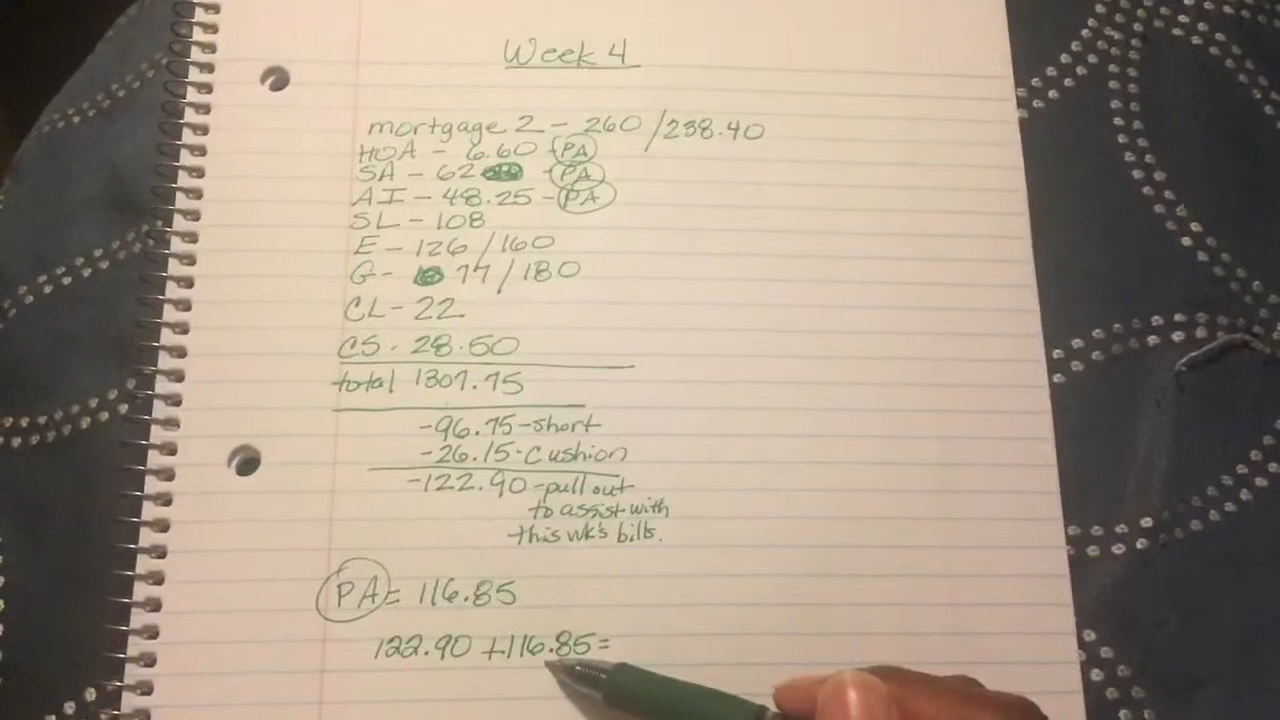 Week 4
mortgage 2 - 260 /238.40
HOA - 6.60 - PA
SA - 62 - PA
AI - 48.25 - PA
SL - 108
E - 126 / 160
G - 77 / 180
CL - 22
CS - 28.50
total 1307.75
-96.75 - short
-26.15 - cushion
-122.90 - pull out
to assist with
this wk's bills.
PA = 116.85
122.90 + 116.85 =